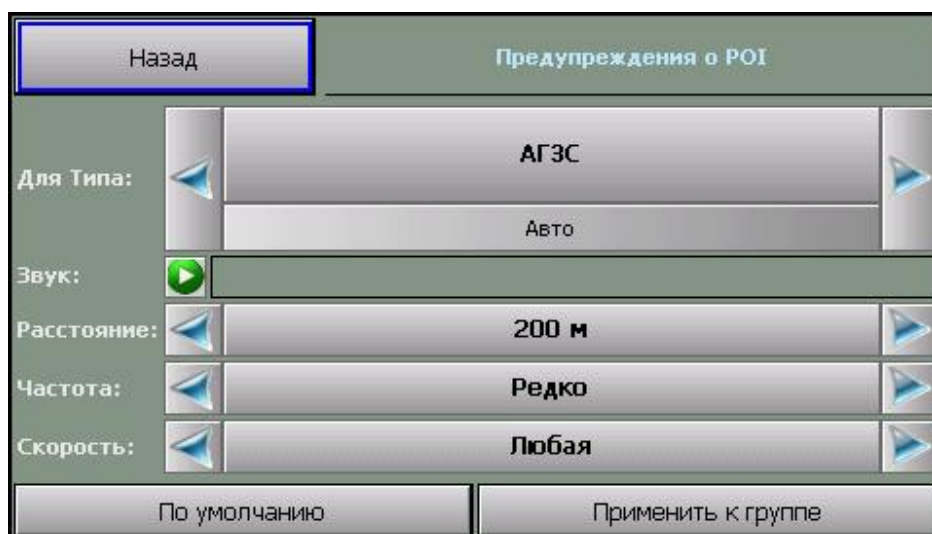 Назад
Предупреждения о POI
Для Типа:
АГЗС
Авто
Звук:
Расстояние:
200 м
Частота:
Редко
Скорость:
Любая
По умолчанию
Применить к группе